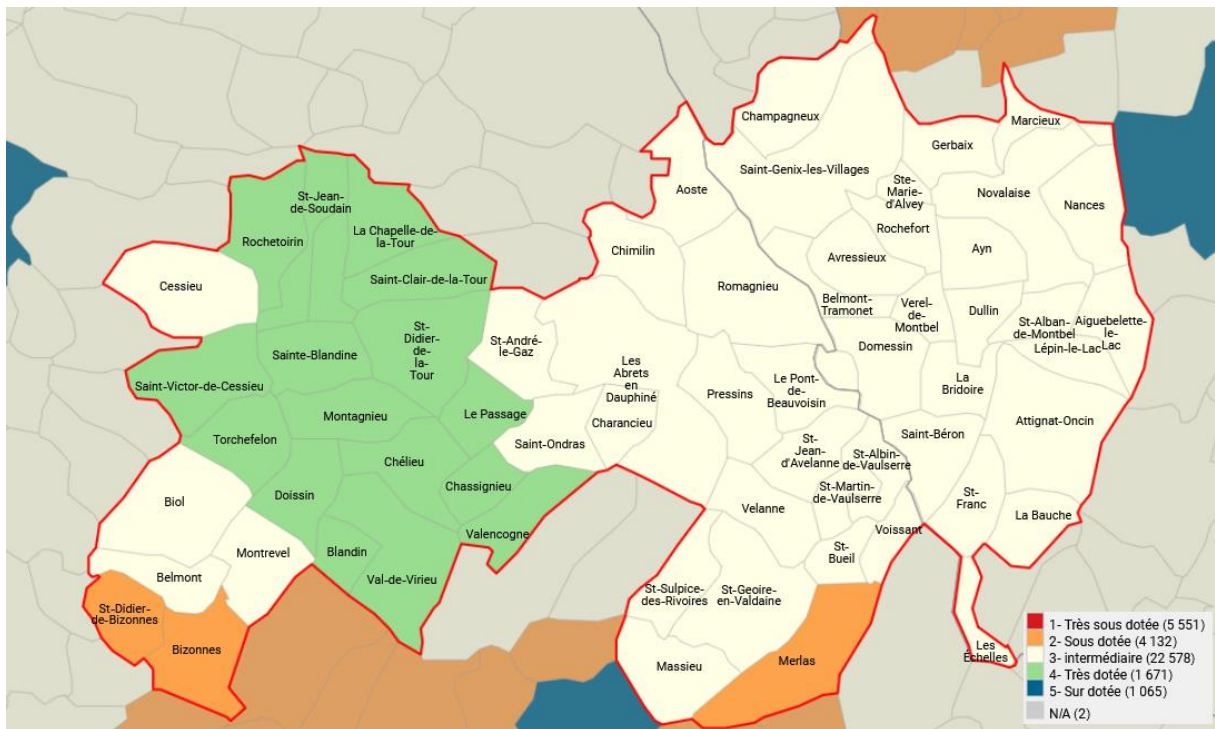 Champagneux
Marcieux
Gerbaix
Saint-Genix-les-Villages
Aoste
Ste-
Marie-
d'Alvey
Novalaise
Nances
St-Jean-
de-Soudain
Rochefort
La Chapelle-de-
la-Tour
Rochetoirin
Chimilin
Ayn
Avressieux
Saint-Clair-de-la-Tour
Cessieu
Romagnieu
Belmont-
Tramonet
Verel-
de-
Montbel
Dullin
St-Alban-
de-Montbel
Aiguebelette-
le-
Lac
Lépin-le-Lac
St-
Didier-
de-
la-
Tour
St-André-
le-Gaz
Sainte-Blandine
Domessin
Les
Abrets
en
Dauphiné
Le Pont-
de-
Beauvoisin
La
Bridoire
Saint-Victor-de-Cessieu
Pressins
Montagnieu
Le Passage
Charancieu
Attignat-Oncin
Saint-Béron
Torchefelon
Saint-Ondras
St-
Jean-
d'Avelanne
St-Albin-
de-Vaulserre
Chélieu
Chassignieu
St-Martin-
de-Vaulserre
Doissin
Biol
Velanne
St-
Franc
La Bauche
Valencogne
Voissant
Montrevel
Blandin
St-
Bueil
Belmont
Val-de-Virieu
St-Sulpice-
des-Rivoires
St-Geoire-
en-Valdaine
St-Didier-
de-Bizonnes
Bizonnes
Les
Échelles
Massieu
Merlas
1- Très sous dotée (5 551)
2- Sous dotée (4 132)
3- intermédiaire (22 578)
4- Très dotée (1 671)
5- Sur dotée (1 065)
N/A (2)